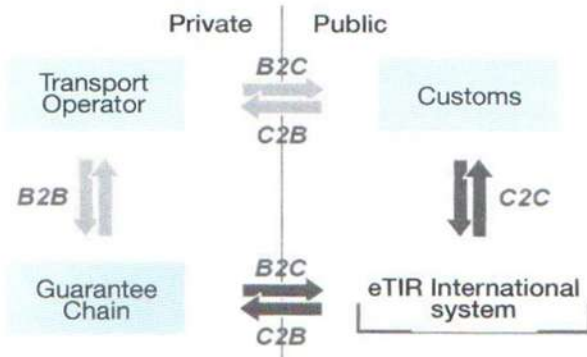 Private Public
B2C
Transport
Operator
Customs
C2B
B2B
C2C
B2C
Guarantee
Chain
eTIR International
system
C2B